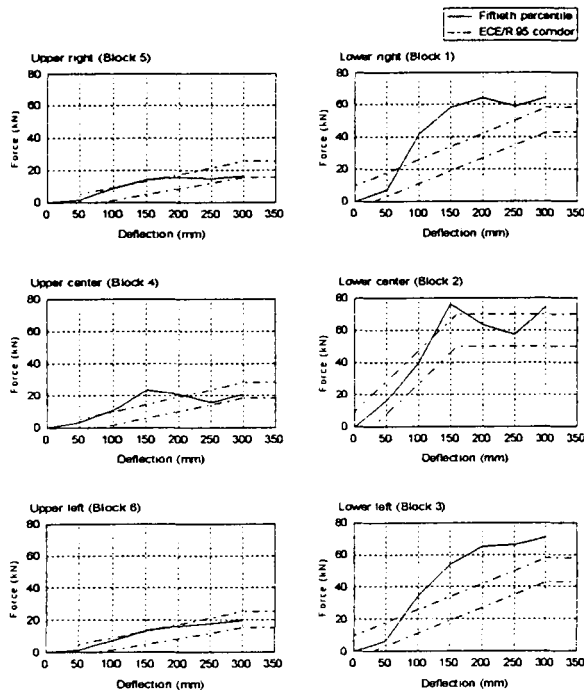 Fiftieth percentile
ECE/R.95 corridor
Upper right (Block 5)
80
60
40
20
0
Force (kN)
0 50 100 150 200 250 300 350
Deflection (mm)
Lower right (Block 1)
80
60
40
20
0
Force (kN)
0 50 100 150 200 250 300 350
Deflection (mm)
Upper center (Block 4)
80
60
40
20
0
Force (kN)
0 50 100 150 200 250 300 350
Deflection (mm)
Lower center (Block 2)
80
60
40
20
0
Force (kN)
0 50 100 150 200 250 300 350
Deflection (mm)
Upper left (Block 6)
80
60
40
20
0
Force (kN)
0 50 100 150 200 250 300 350
Deflection (mm)
Lower left (Block 3)
80
60
40
20
0
Force (kN)
0 50 100 150 200 250 300 350
Deflection (mm)